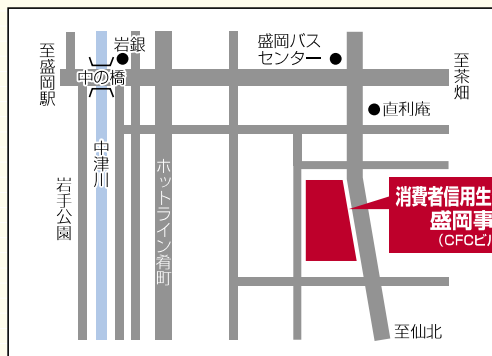 至盛岡駅
岩銀
中の橋
盛岡バス
センター
至茶畑
直利庵
中津川
岩手公園
ホットライン肴町
消費者信用生
盛岡事
(CFCビ
至仙北